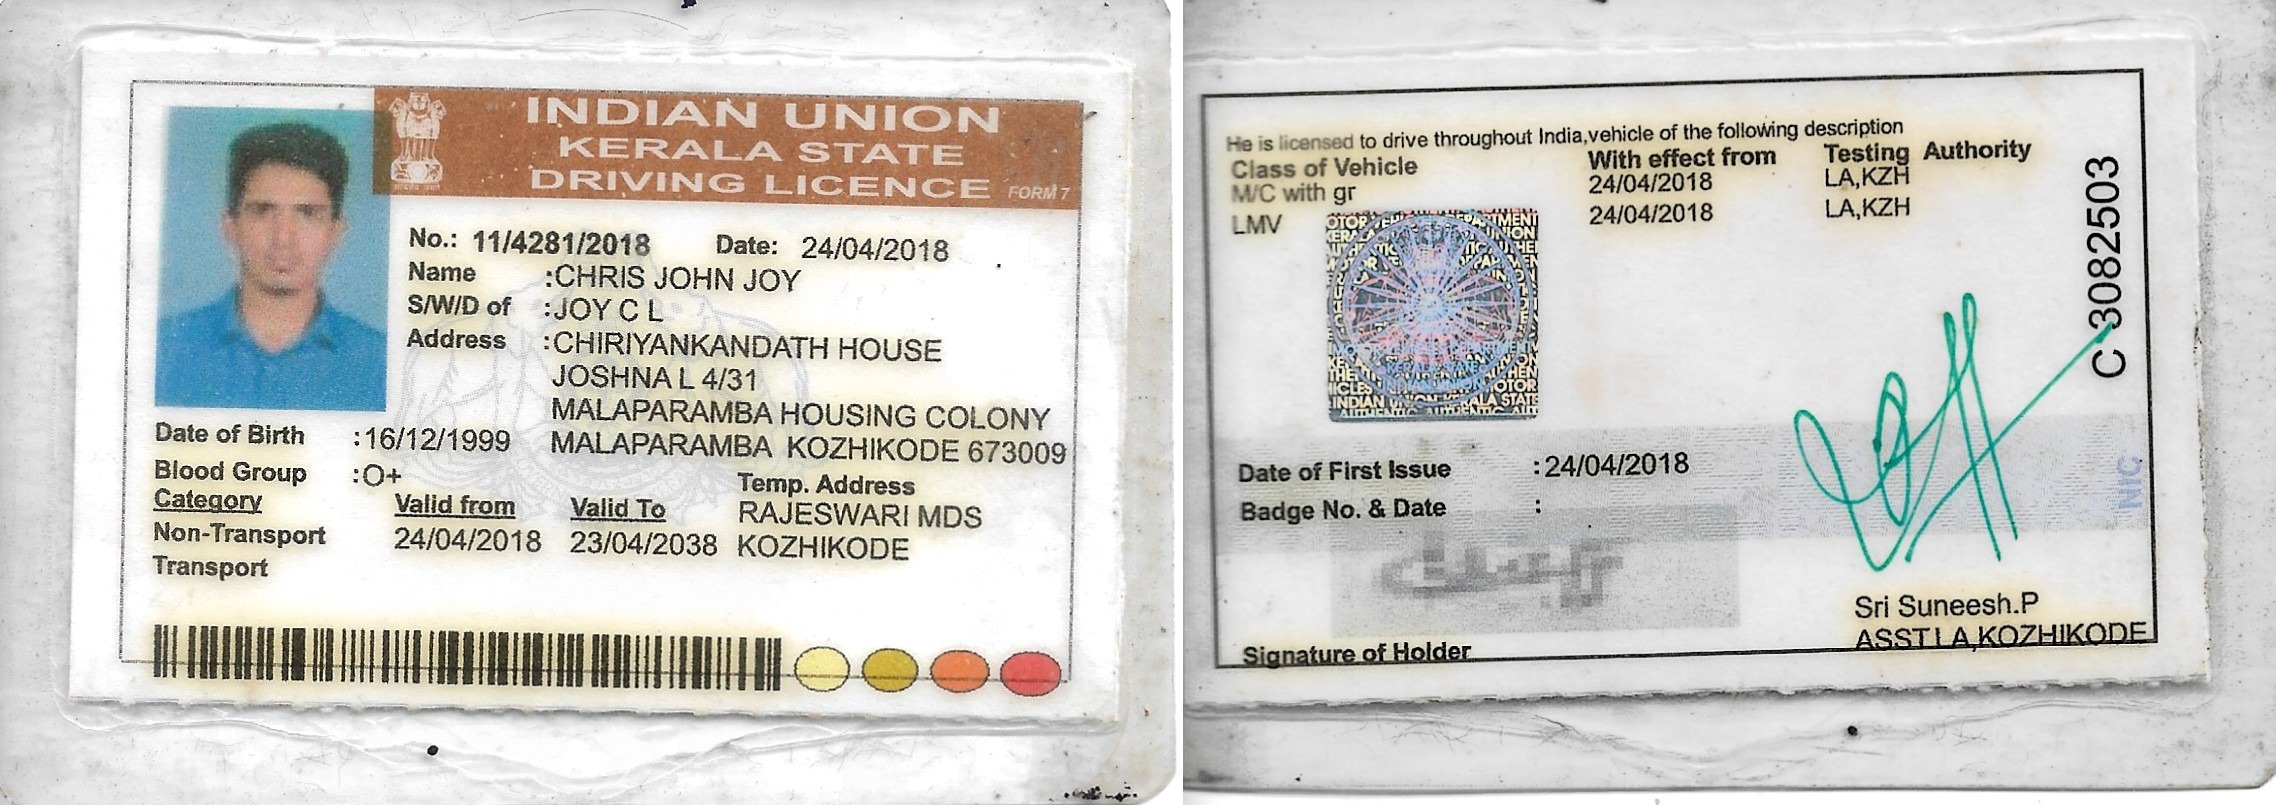 INDIAN UNION
KERALA STATE
DRIVING LICENCE FORM 7
No.: 11/4281/2018 Date: 24/04/2018
Name :CHRIS JOHN JOY
S/W/D of :JOY C L
Address :CHIRIYANKANDATH HOUSE
JOSHNA L 4/31
MALAPARAMBA HOUSING COLONY
Date of Birth :16/12/1999 MALAPARAMBA KOZHIKODE 673009
Blood Group :O+ Temp. Address
Category Valid from Valid To RAJESWARI MDS
Non-Transport 24/04/2018 23/04/2038 KOZHIKODE
Transport
He is licensed to drive throughout India,vehicle of the following description
Class of Vehicle With effect from Testing Authority
M/C with gr 24/04/2018 LA,KZH
LMV 24/04/2018 LA,KZH
C 3082503
Date of First Issue :24/04/2018
NIC
Badge No. & Date :
Sri Suneesh.P
ASSTLA,KOZHIKODE
Signature of Holder